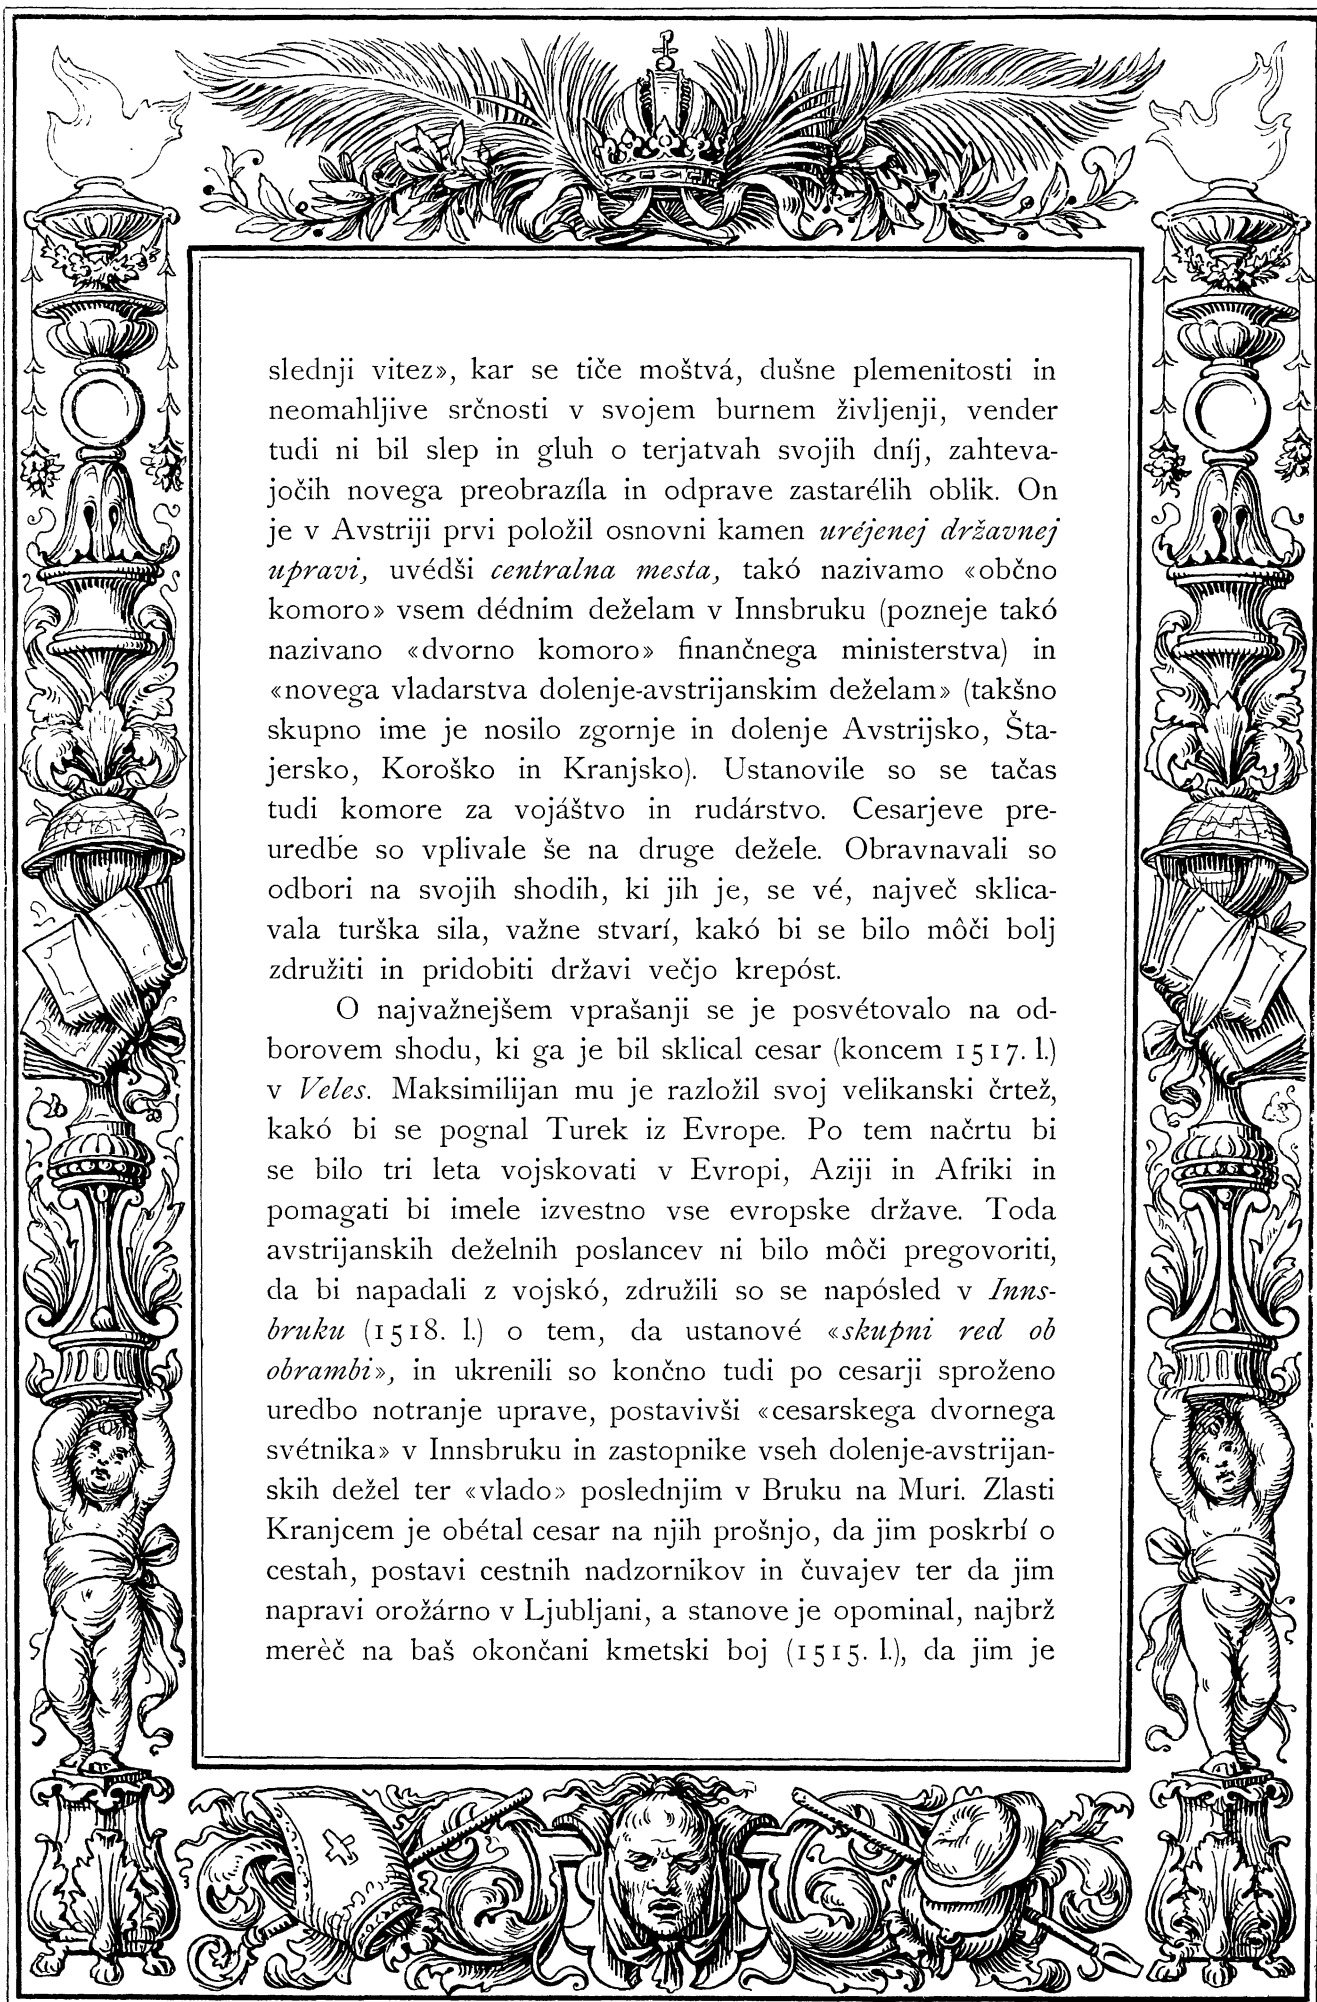 slednji vitez», kar se tiče moštvá, dušne plemenitosti in
neomahljive srčnosti v svojem burnem življenji, vender
tudi ni bil slep in gluh o terjatvah svojih dníj, zahteva-
jočih novega preobrazíla in odprave zastarélih oblik. On
je v Avstriji prvi položil osnovni kamen uréjenej državnej
upravi, uvédši centralna mesta, takó nazivamo «občno
komoro» vsem dédnim deželam v Innsbruku (pozneje takó
nazivano «dvorno komoro» finančnega ministerstva) in
«novega vladarstva dolenje-avstrijanskim deželam» (takšno
skupno ime je nosilo zgornje in dolenje Avstrijsko, Šta-
jersko, Koroško in Kranjsko). Ustanovile so se tačas
tudi komore za vojáštvo in rudárstvo. Cesarjeve pre-
uredbe so vplivale še na druge dežele. Obravnavali so
odbori na svojih shodih, ki jih je, se vé, največ sklica-
vala turška sila, važne stvarí, kakó bi se bilo môči bolj
združiti in pridobiti državi večjo krepóst.
O najvažnejšem vprašanji se je posvétovalo na od-
borovem shodu, ki ga je bil sklical cesar (koncem 1517. l.)
v Veles. Maksimilijan mu je razložil svoj velikanski črtež,
kakó bi se pognal Turek iz Evrope. Po tem načrtu bi
se bilo tri leta vojskovati v Evropi, Aziji in Afriki in
pomagati bi imele izvestno vse evropske države. Toda
avstrijanskih deželnih poslancev ni bilo môči pregovoriti,
da bi napadali z vojskó, združili so se napósled v Inns-
bruku (1518. l.) o tem, da ustanové «skupni red ob
obrambi», in ukrenili so končno tudi po cesarji sproženo
uredbo notranje uprave, postavivši «cesarskega dvornega
svétnika» v Innsbruku in zastopnike vseh dolenje-avstrijan-
skih dežel ter «vlado» poslednjim v Bruku na Muri. Zlasti
Kranjcem je obétal cesar na njih prošnjo, da jim poskrbí o
cestah, postavi cestnih nadzornikov in čuvajev ter da jim
napravi orožárno v Ljubljani, a stanove je opominal, najbrž
merèč na baš okončani kmetski boj (1515. l.), da jim je